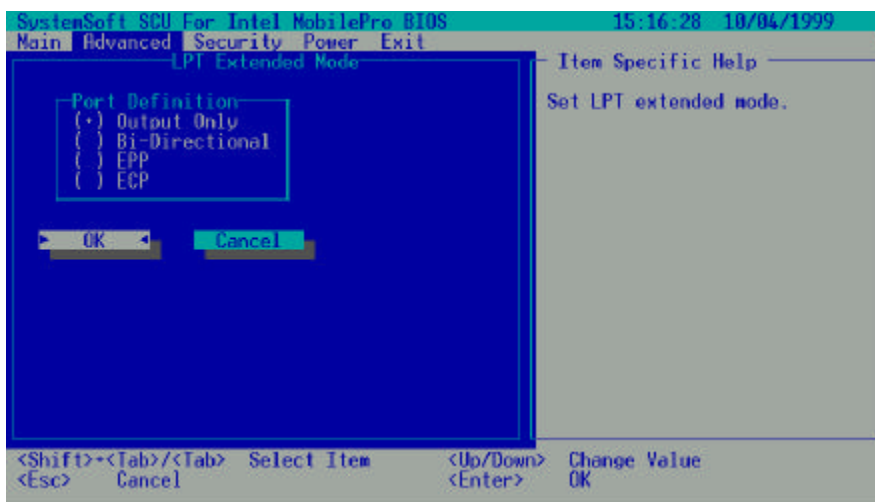 SystemSoft SCU For Intel MobilePro BIOS 15:16:28 10/04/1999
Main Advanced Security Power Exit
LPT Extended Mode
Item Specific Help
Set LPT extended mode.
Port Definition
(•) Output Only
( ) Bi-Directional
( ) EPP
( ) ECP
OK Cancel
<Shift>+<Tab>/<Tab> Select Item <Up/Down> Change Value
<Esc> Cancel <Enter> OK